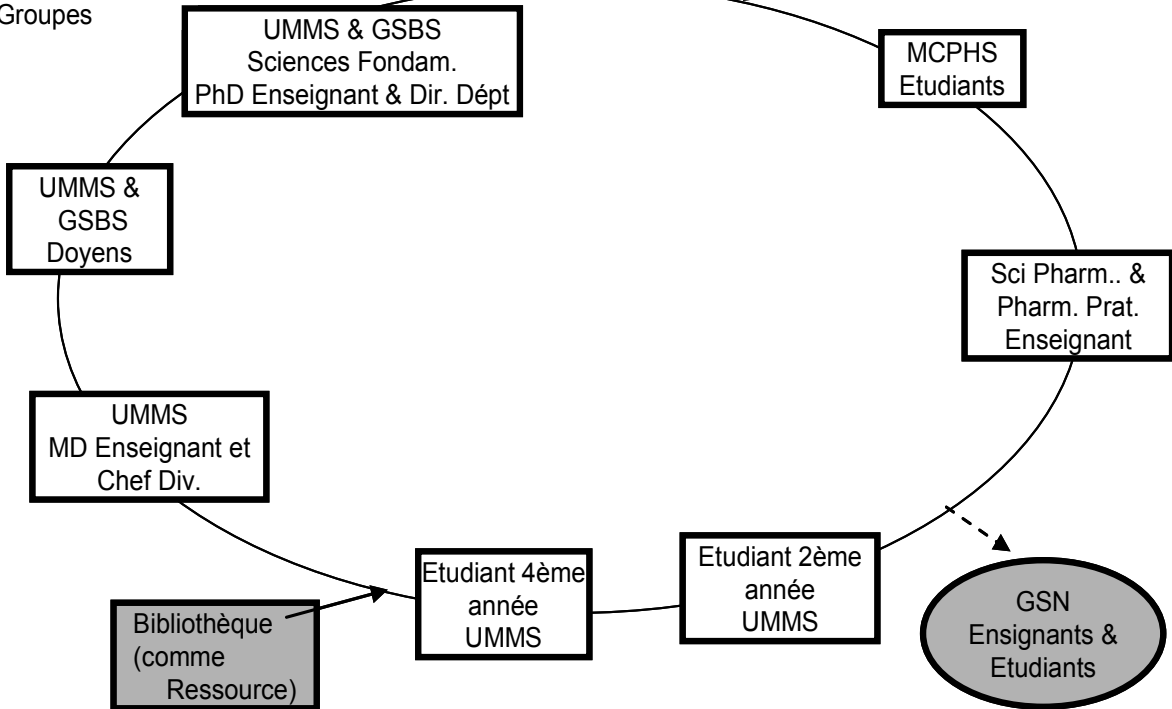 Groupes
UMMS & GSBS
Sciences Fondam.
PhD Enseignant & Dir. Dépt
MCPHS
Etudiants
UMMS &
GSBS
Doyens
Sci Pharm.. &
Pharm. Prat.
Enseignant
UMMS
MD Enseignant et
Chef Div.
Etudiant 4ème
année
UMMS
Etudiant 2ème
année
UMMS
Bibliothèque
(comme
Ressource)
GSN
Ensignants &
Etudiants